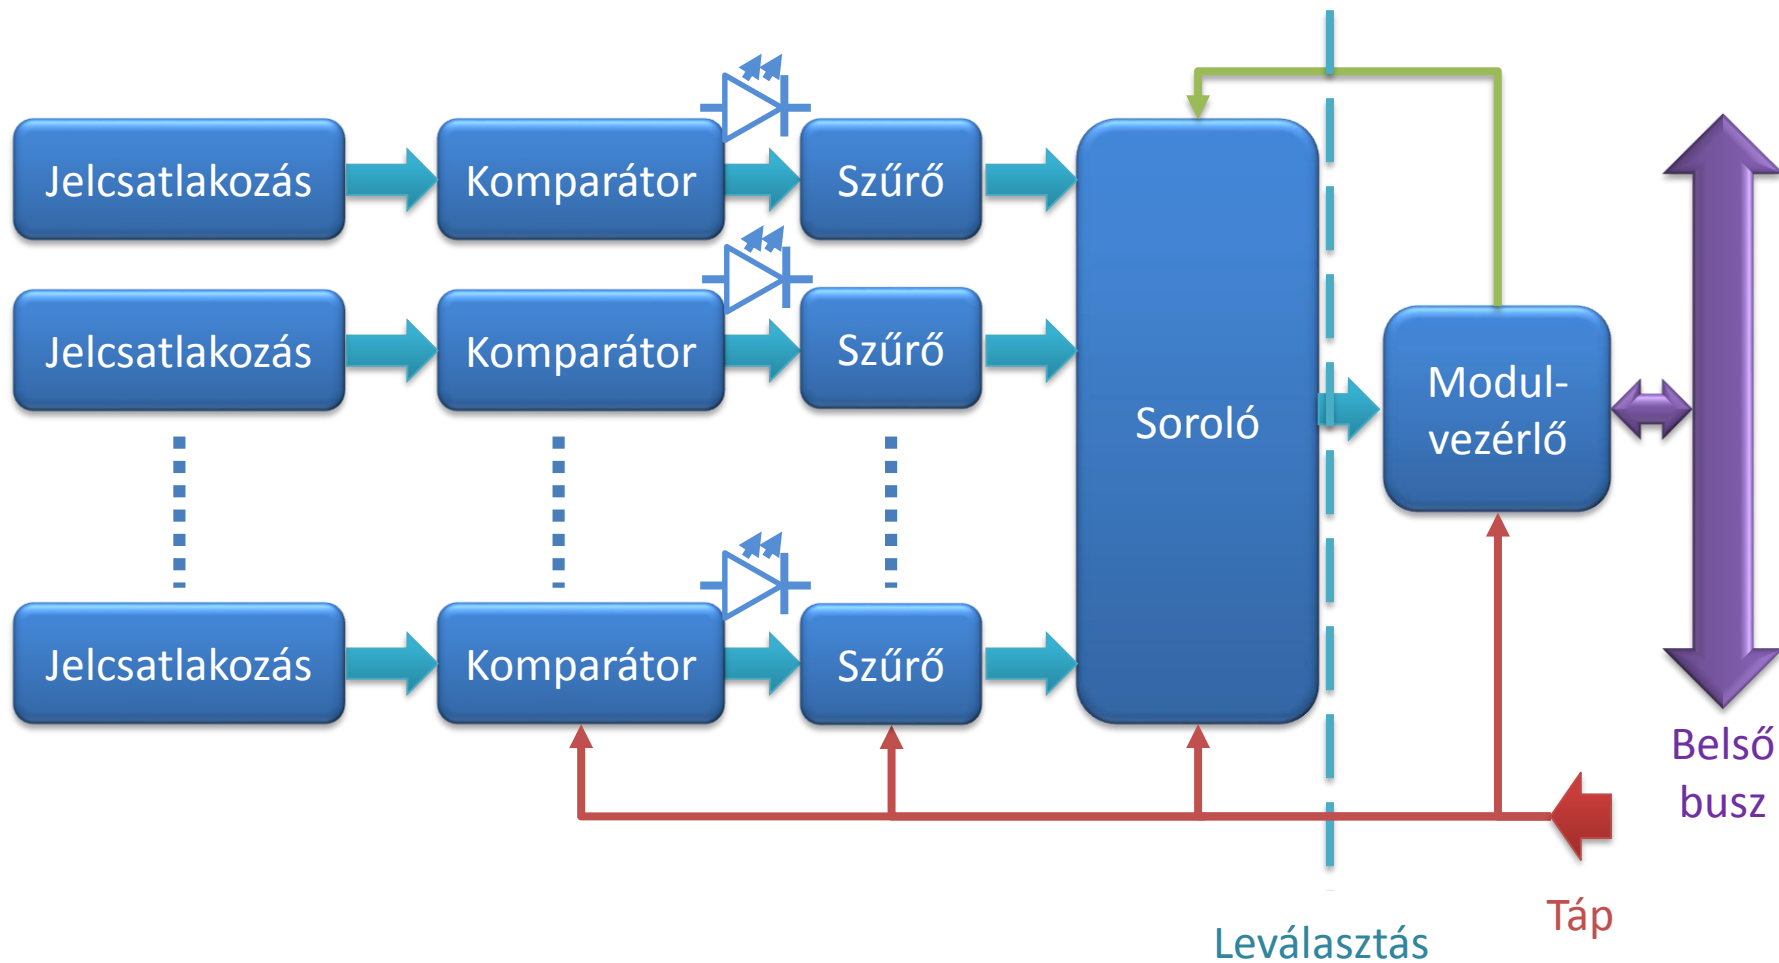 Jelcsatlakozás
Komparátor
Szűrő
Jelcsatlakozás
Komparátor
Szűrő
Soroló
Modul-
vezérlő
Jelcsatlakozás
Komparátor
Szűrő
Belső
busz
Táp
Leválasztás